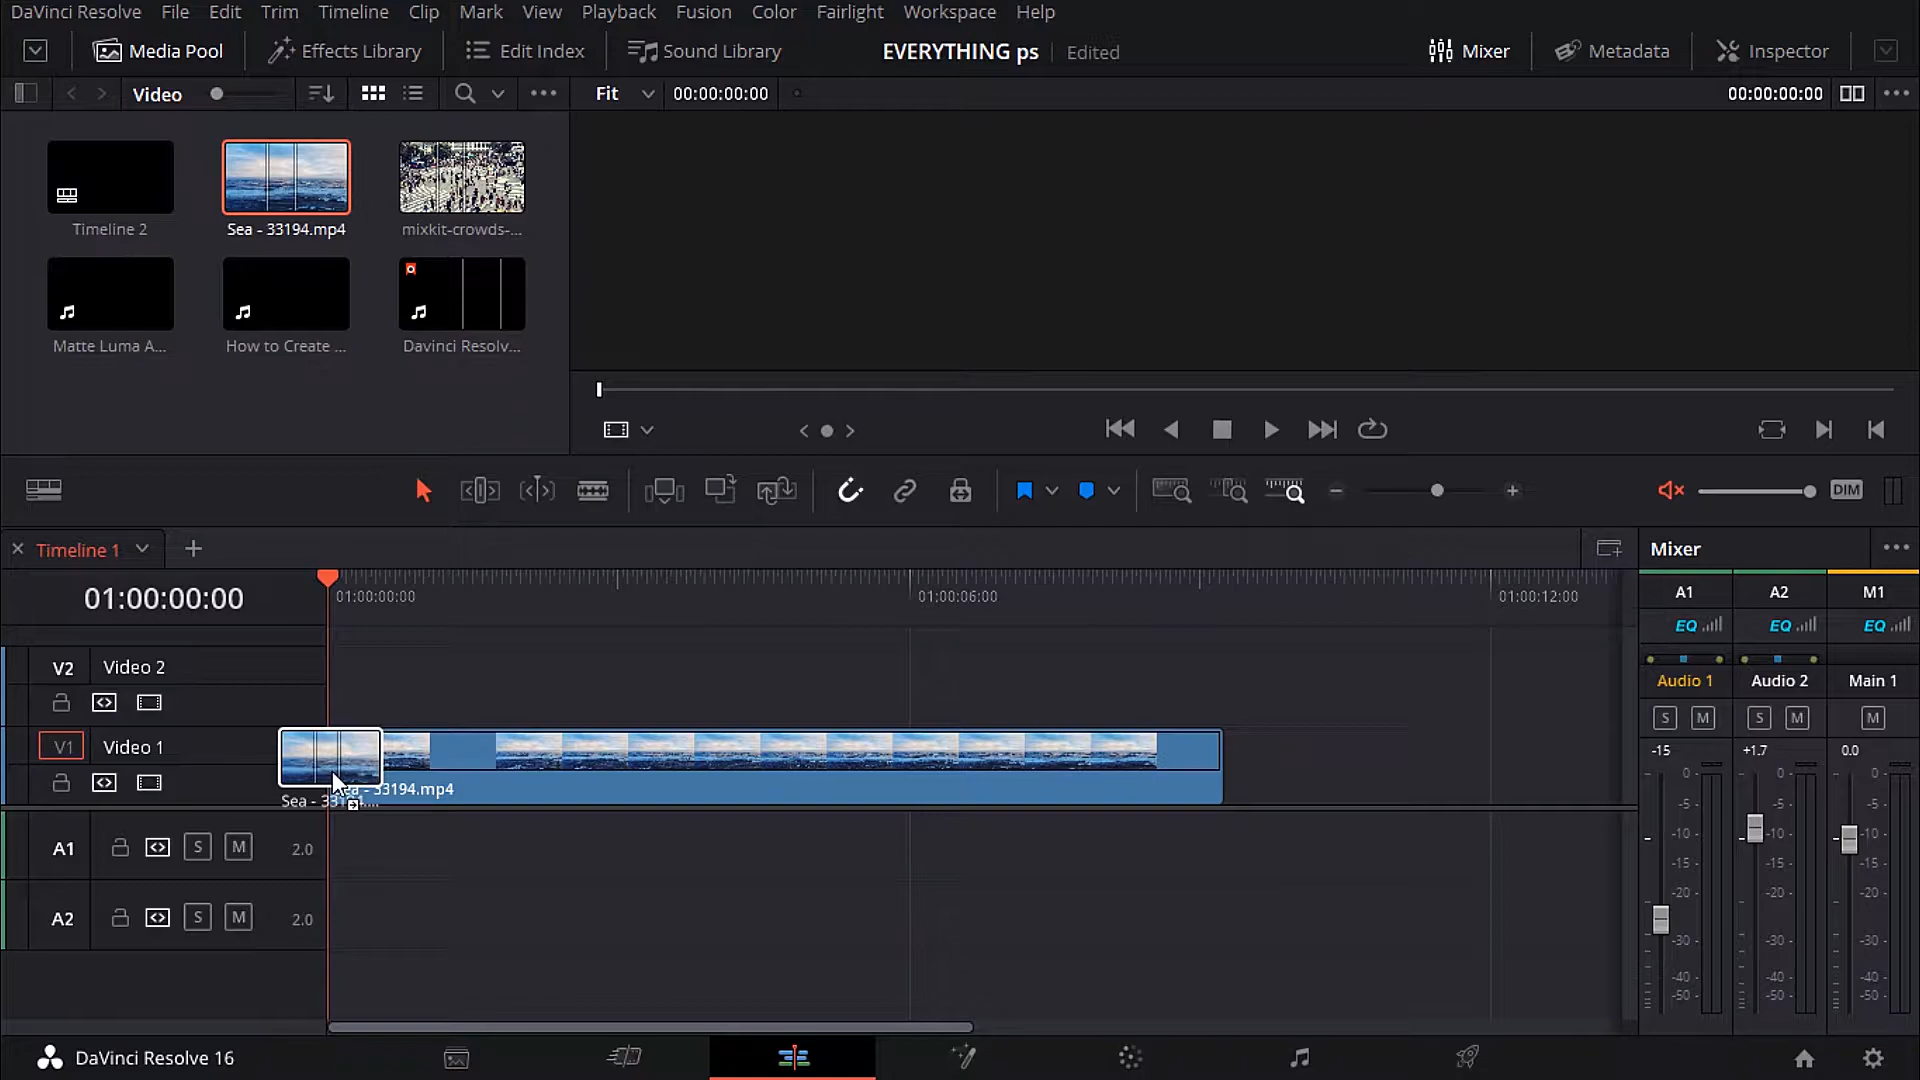 DaVinci Resolve File Edit Trim Timeline Clip Mark View Playback Fusion Color Fairlight Workspace Help
Media Pool Effects Library Edit Index Sound Library EVERYTHING ps Edited Mixer Metadata Inspector
Video Fit 00:00:00:00 00:00:00:00
Timeline 2 Sea - 33194.mp4 mixkit-crowds-...
Matte Luma A... How to Create ... Davinci Resolv...
DIM
Timeline 1 Mixer
01:00:00:00 01:00:00:00 01:00:06:00 01:00:12:00 A1 A2 M1
EQ EQ EQ
V2 Video 2 Audio 1 Audio 2 Main 1
S M S M M
V1 Video 1 -15 +1.7 0.0
0 0 0
-5 -5 -5
-10 -10 -10
-15 -15 -15
-20 -20 -20
-30 -30 -30
-40 -40 -40
-50 -50 -50
33194.mp4
Sea -
A1 S M 2.0
A2 S M 2.0
DaVinci Resolve 16